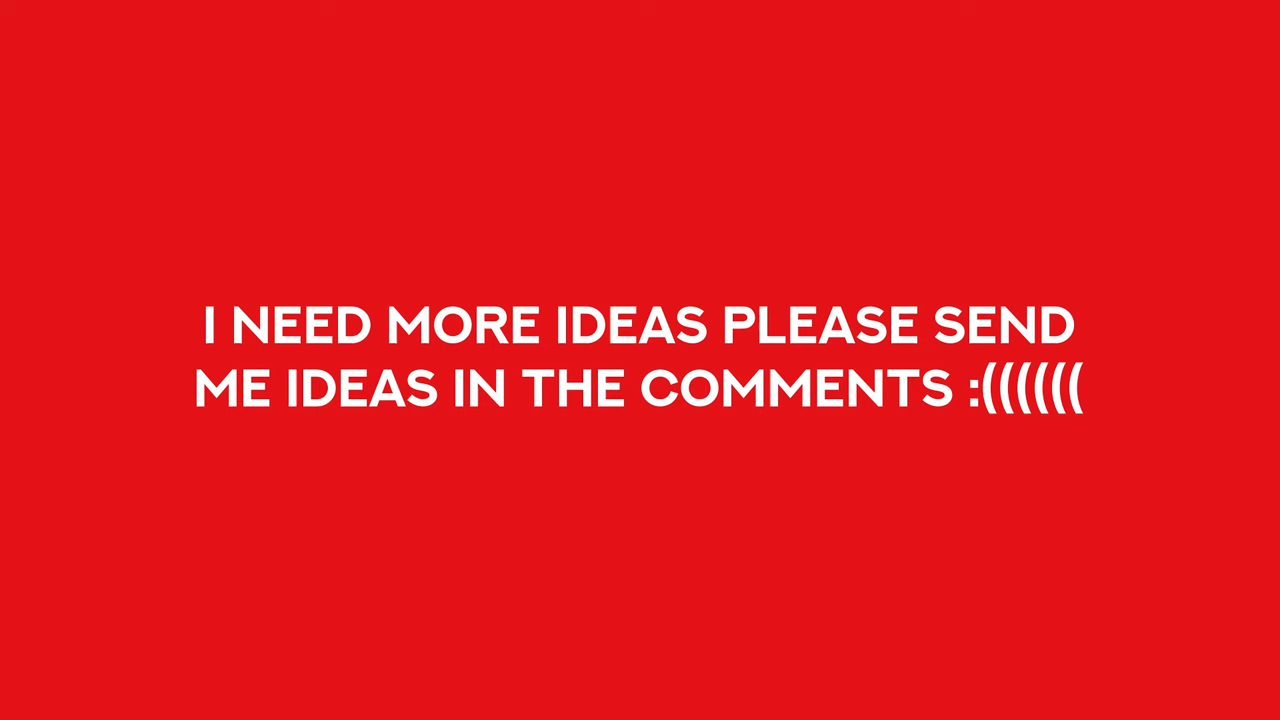 I NEED MORE IDEAS PLEASE SEND
ME IDEAS IN THE COMMENTS :((((((